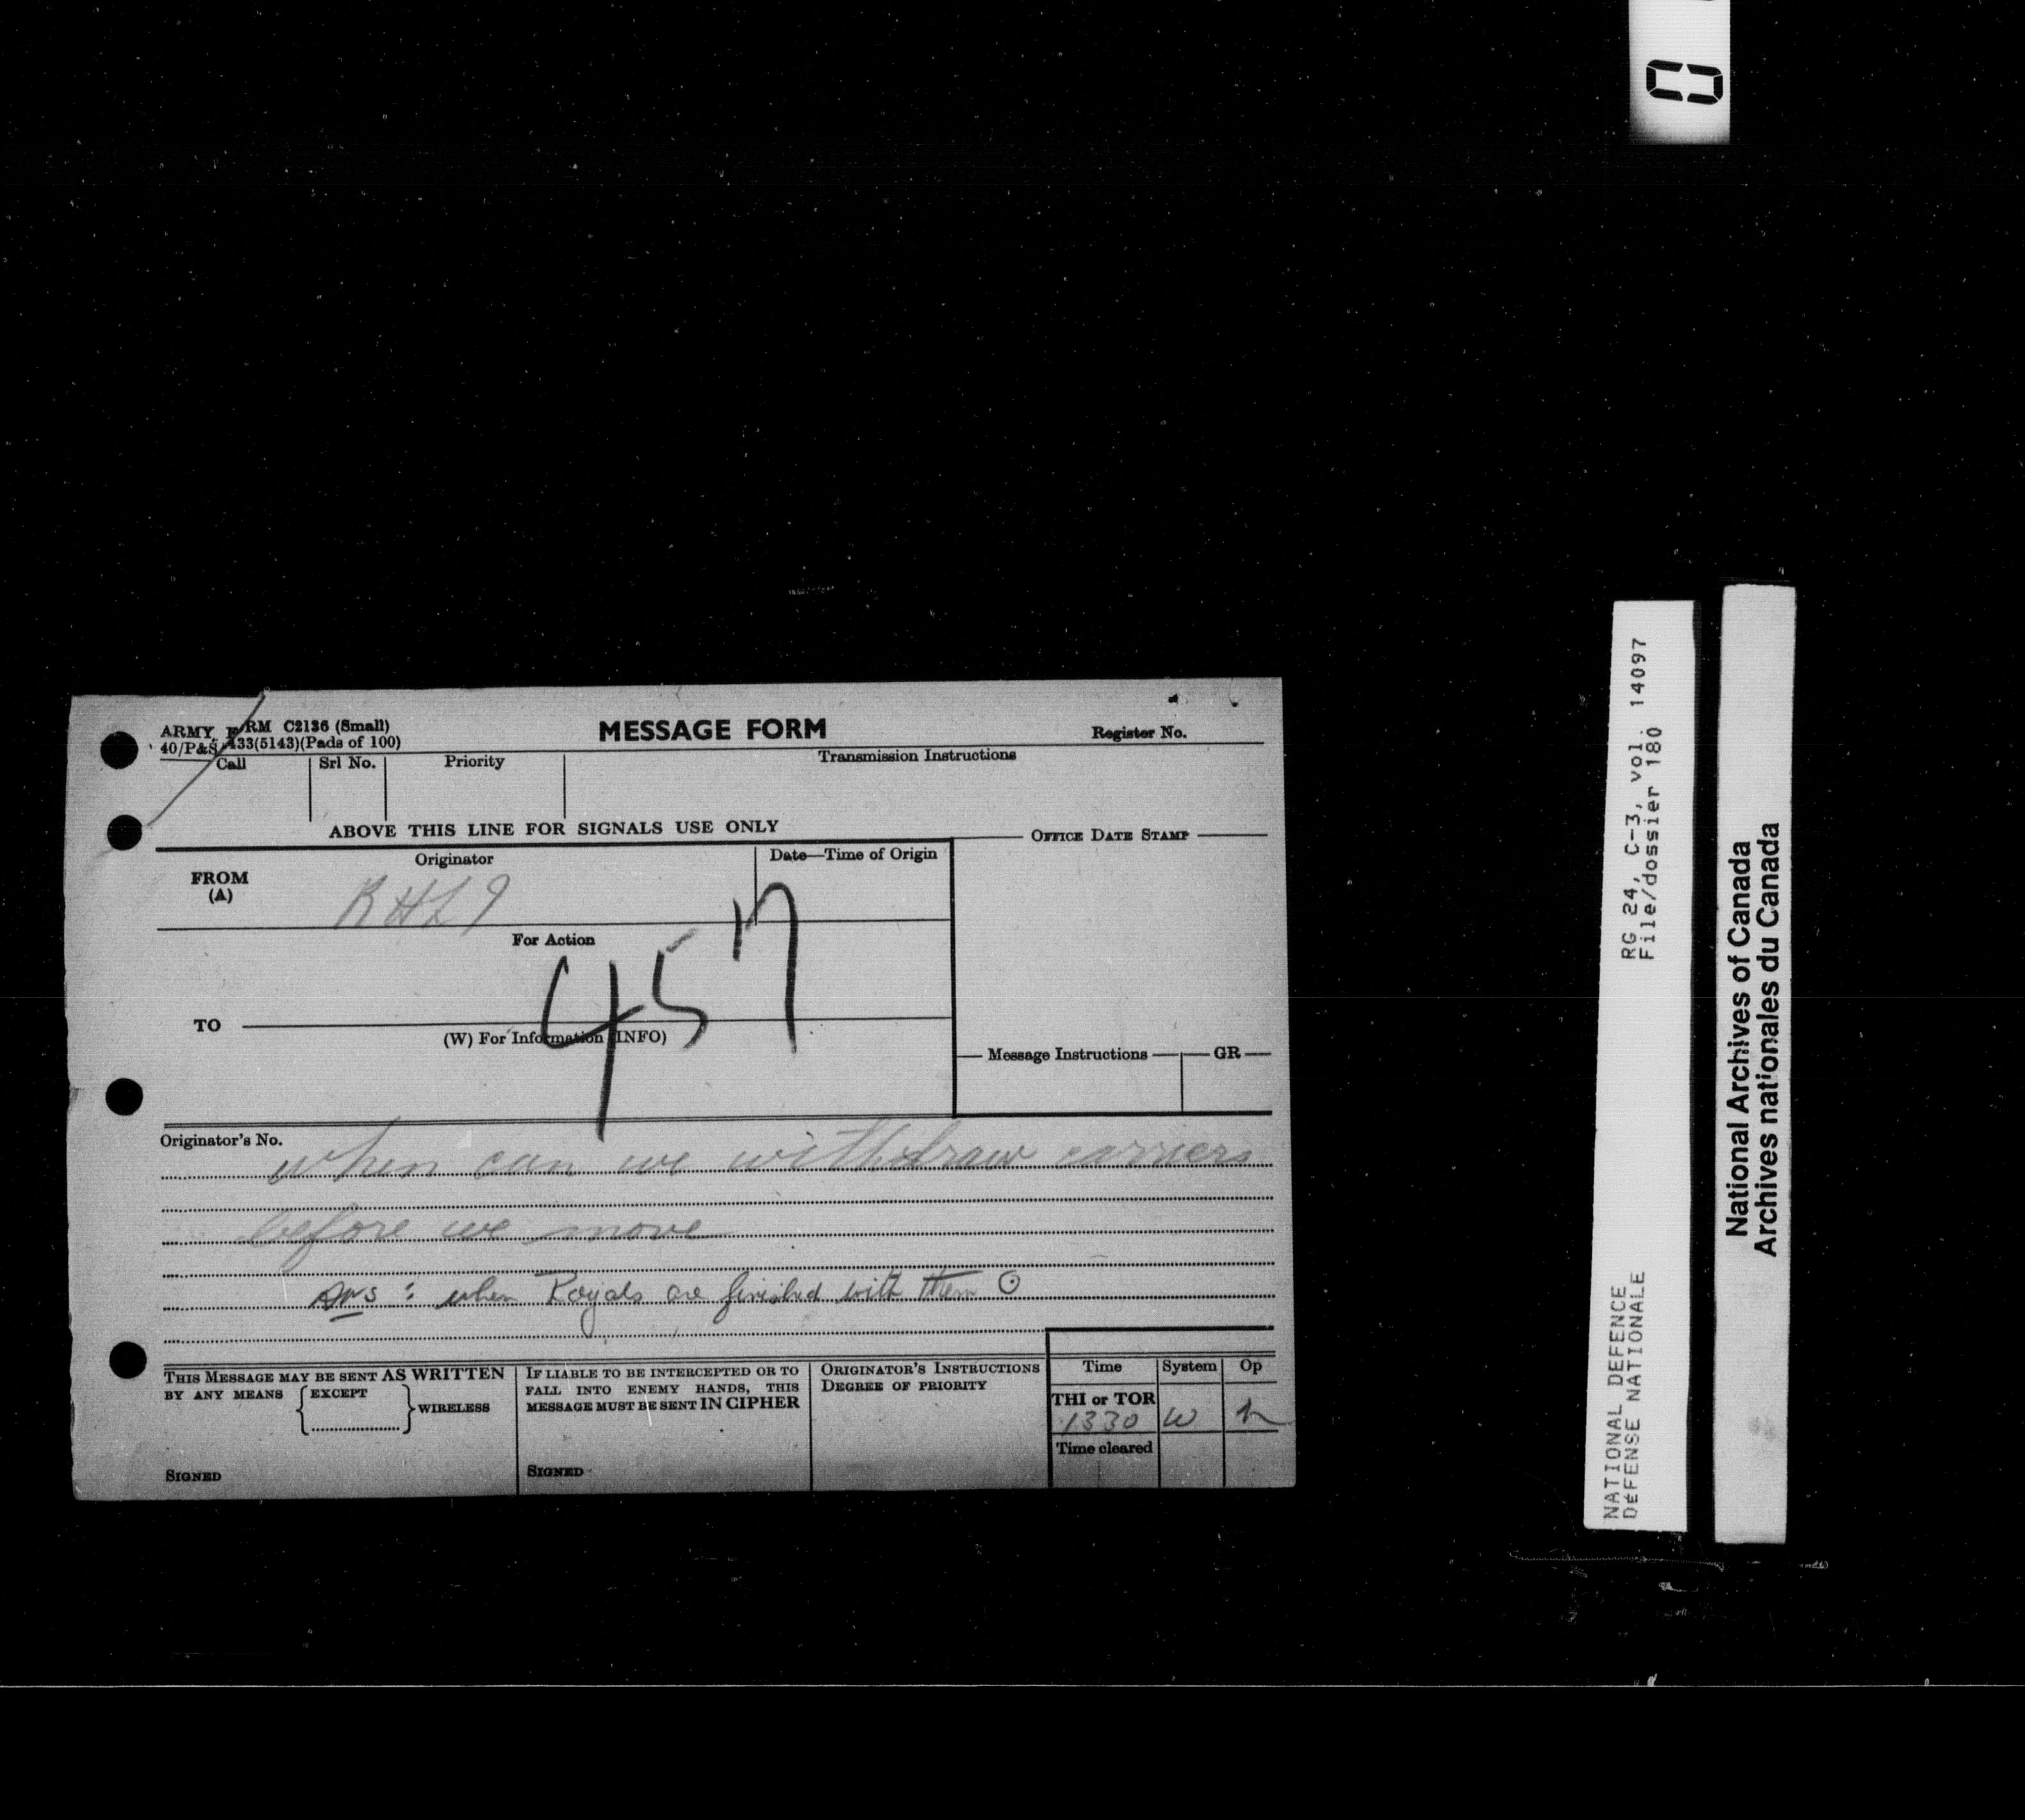 ARMY FORM C2136 (Small)
40/P&S/433(5143)(Pads of 100)
MESSAGE FORM
Register No.
Call
Srl No.
Priority
Transmission Instructions
ABOVE THIS LINE FOR SIGNALS USE ONLY
OFFICE DATE STAMP
FROM
(A)
Originator
Date—Time of Origin
RHLI
For Action
457
TO
(W) For Information (INFO)
Message Instructions
GR
Originator's No.
when can we withdraw carriers
before we move
Ans : when Royals are finished with them
THIS MESSAGE MAY BE SENT AS WRITTEN
BY ANY MEANS { EXCEPT } WIRELESS
SIGNED
IF LIABLE TO BE INTERCEPTED OR TO
FALL INTO ENEMY HANDS, THIS
MESSAGE MUST BE SENT IN CIPHER
SIGNED
ORIGINATOR'S INSTRUCTIONS
DEGREE OF PRIORITY
Time
System
Op
THI or TOR
1330
W
Time cleared
RG 24, C-3, vol. 14097
File/dossier 180
NATIONAL DEFENCE
DÉFENSE NATIONALE
National Archives of Canada
Archives nationales du Canada